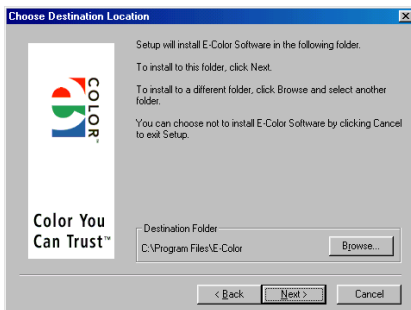 Choose Destination Location
Setup will install E-Color Software in the following folder.
To install to this folder, click Next.
To install to a different folder, click Browse and select another
folder.
You can choose not to install E-Color Software by clicking Cancel
to exit Setup.
COLOR™
Color You
Can Trust™
Destination Folder
C:\Program Files\E-Color
Browse...
< Back
Next >
Cancel